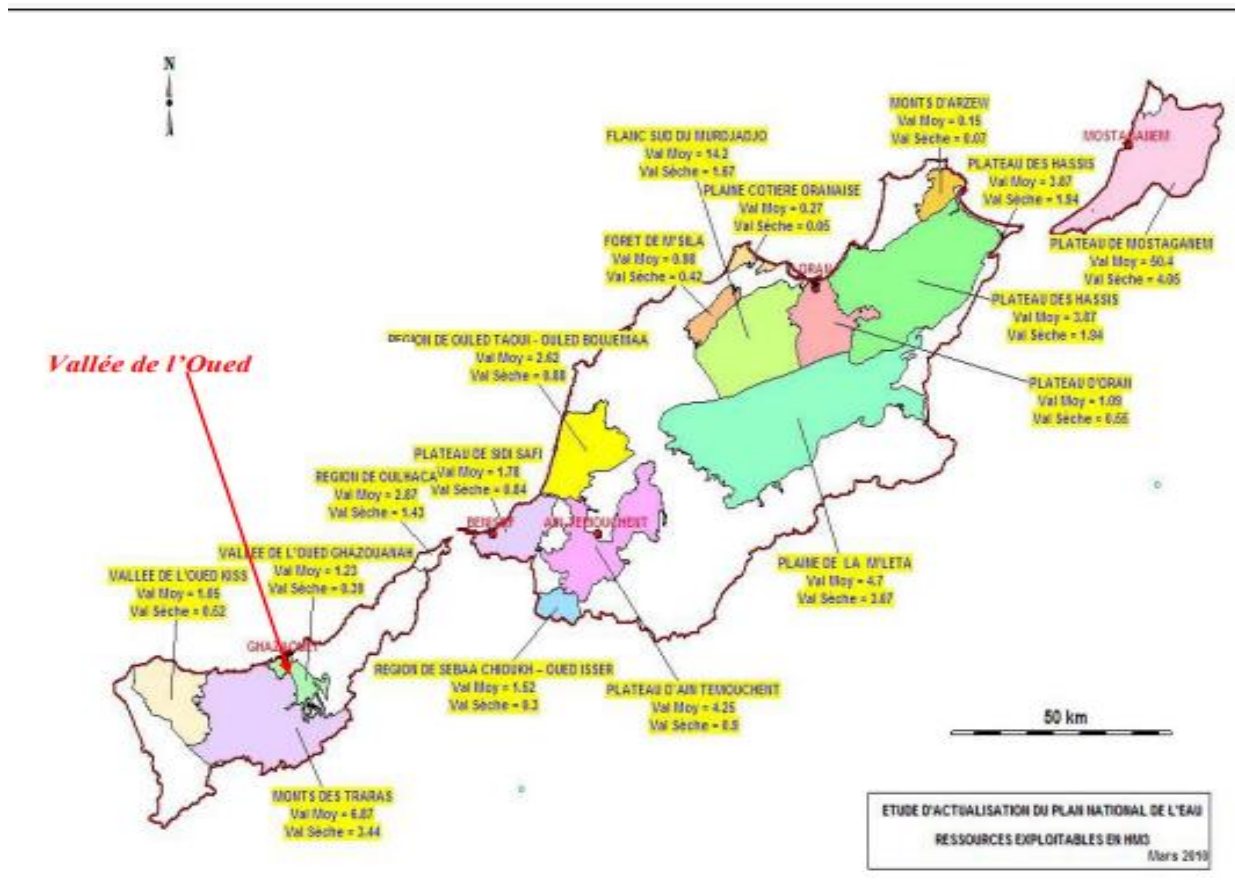 N
MONTS D'ARZEW
Val Moy = 0.15
Val Sèche = 0.07
MOSTAGANEM
FLANC SUD DU MURDJADJO
Val Moy = 14.2
Val Sèche = 1.67
PLATEAU DES HASSIS
Val Moy = 3.87
Val Sèche = 1.94
PLAINE COTIERE ORANAISE
Val Moy = 0.27
Val Sèche = 0.05
FORET DE M'SILA
Val Moy = 0.88
Val Sèche = 0.42
ORAN
PLATEAU DE MOSTAGANEM
Val Moy = 50.4
Val Sèche = 4.05
PLATEAU DES HASSIS
Val Moy = 3.87
Val Sèche = 1.94
REGION DE OULED TAOUI - OULED BOUJEMAA
Val Moy = 2.62
Val Sèche = 0.88
Vallée de l'Oued
PLATEAU D'ORAN
Val Moy = 1.09
Val Sèche = 0.55
PLATEAU DE SIDI SAFI
Val Moy = 1.78
Val Sèche = 0.84
REGION DE OULHACA
Val Moy = 2.87
Val Sèche = 1.43
BENISAF
AIN TEMOUCHENT
VALLEE DE L'OUED GHAZOUANAH
Val Moy = 1.23
Val Sèche = 0.39
PLAINE DE LA M'LETA
Val Moy = 4.7
Val Sèche = 3.67
VALLEE DE L'OUED KISS
Val Moy = 1.05
Val Sèche = 0.52
GHAZAOUET
REGION DE SEBAA CHIOUKH - OUED ISSER
Val Moy = 1.52
Val Sèche = 0.3
PLATEAU D'AIN TEMOUCHENT
Val Moy = 4.25
Val Sèche = 0.9
50 km
MONTS DES TRARAS
Val Moy = 6.87
Val Sèche = 3.44
ETUDE D'ACTUALISATION DU PLAN NATIONAL DE L'EAU
RESSOURCES EXPLOITABLES EN HM3
Mars 2010